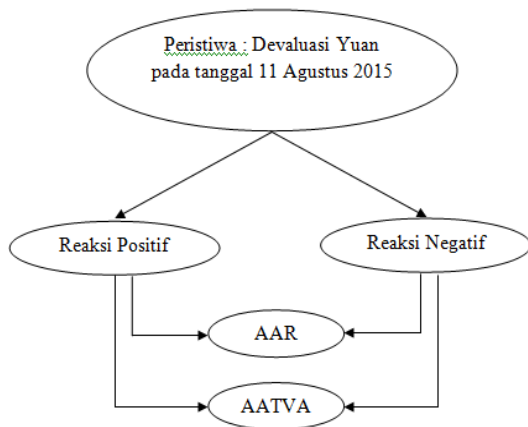 Peristiwa : Devaluasi Yuan
pada tanggal 11 Agustus 2015
Reaksi Positif
Reaksi Negatif
AAR
AATVA